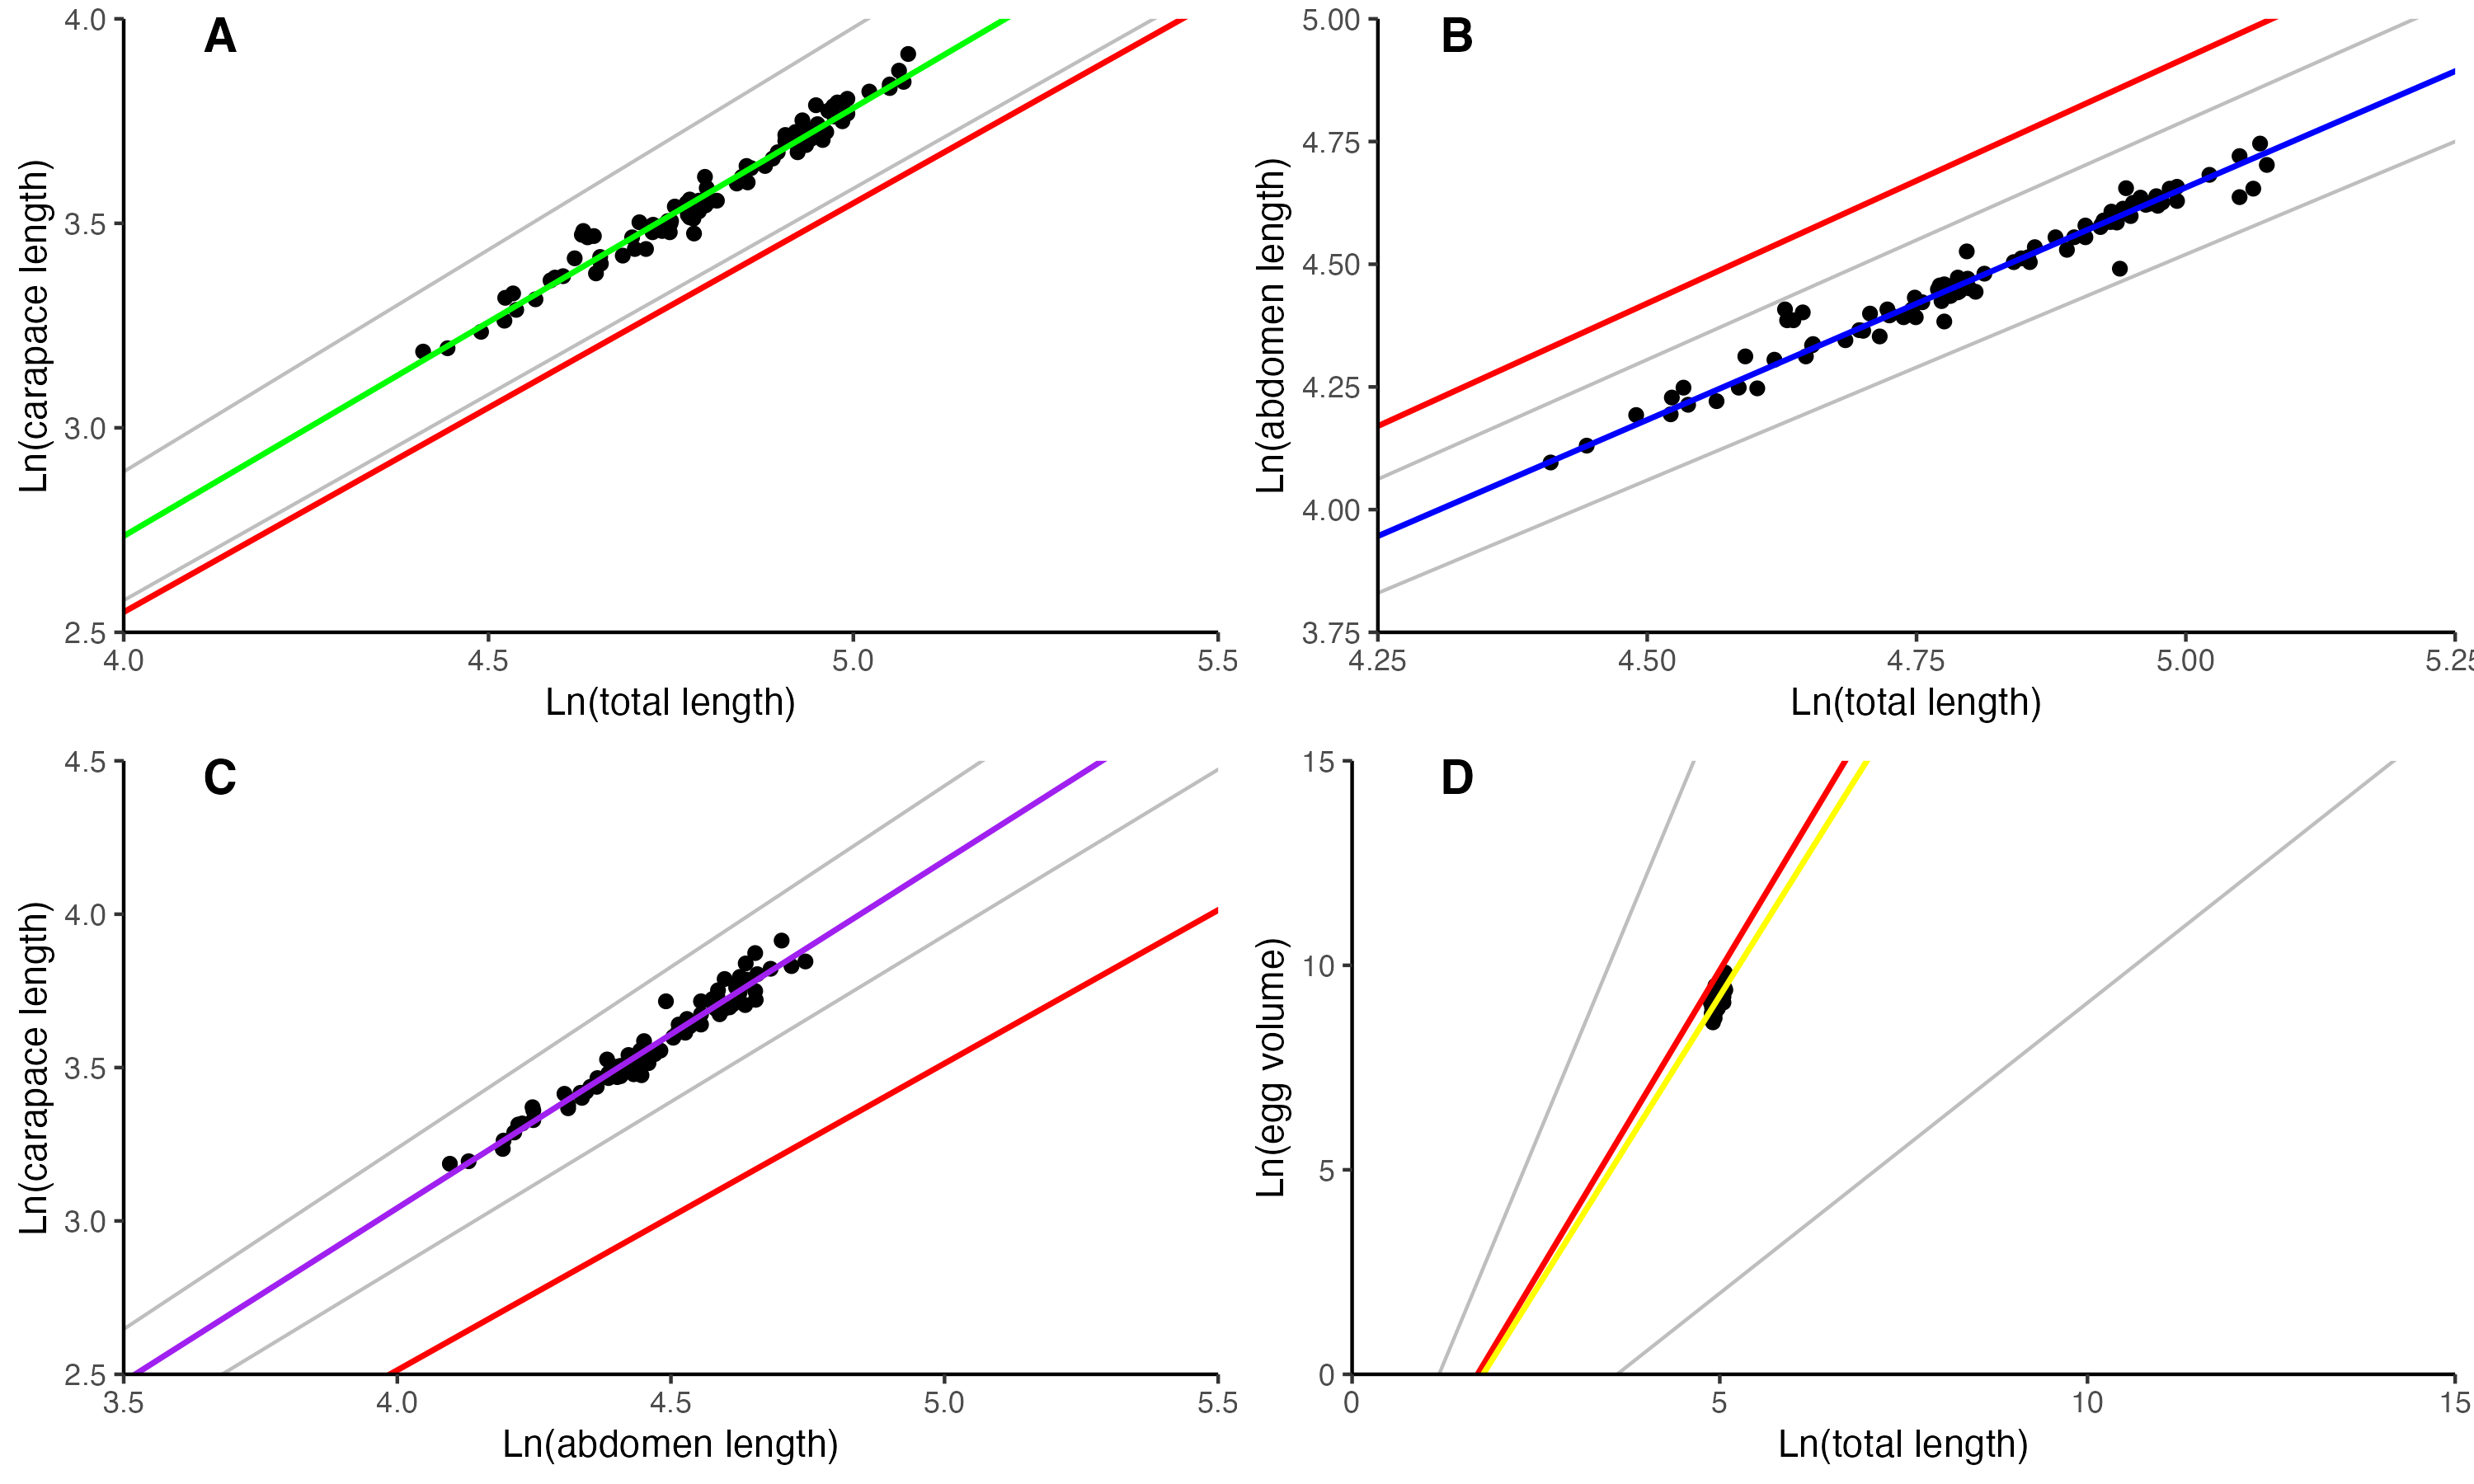 A
4.0
3.5
3.0
2.5
Ln(carapace length)
4.0 4.5 5.0 5.5
Ln(total length)
B
5.00
4.75
4.50
4.25
4.00
3.75
Ln(abdomen length)
4.25 4.50 4.75 5.00 5.25
Ln(total length)
C
4.5
4.0
3.5
3.0
2.5
Ln(carapace length)
3.5 4.0 4.5 5.0 5.5
Ln(abdomen length)
D
15
10
5
0
Ln(egg volume)
0 5 10 15
Ln(total length)